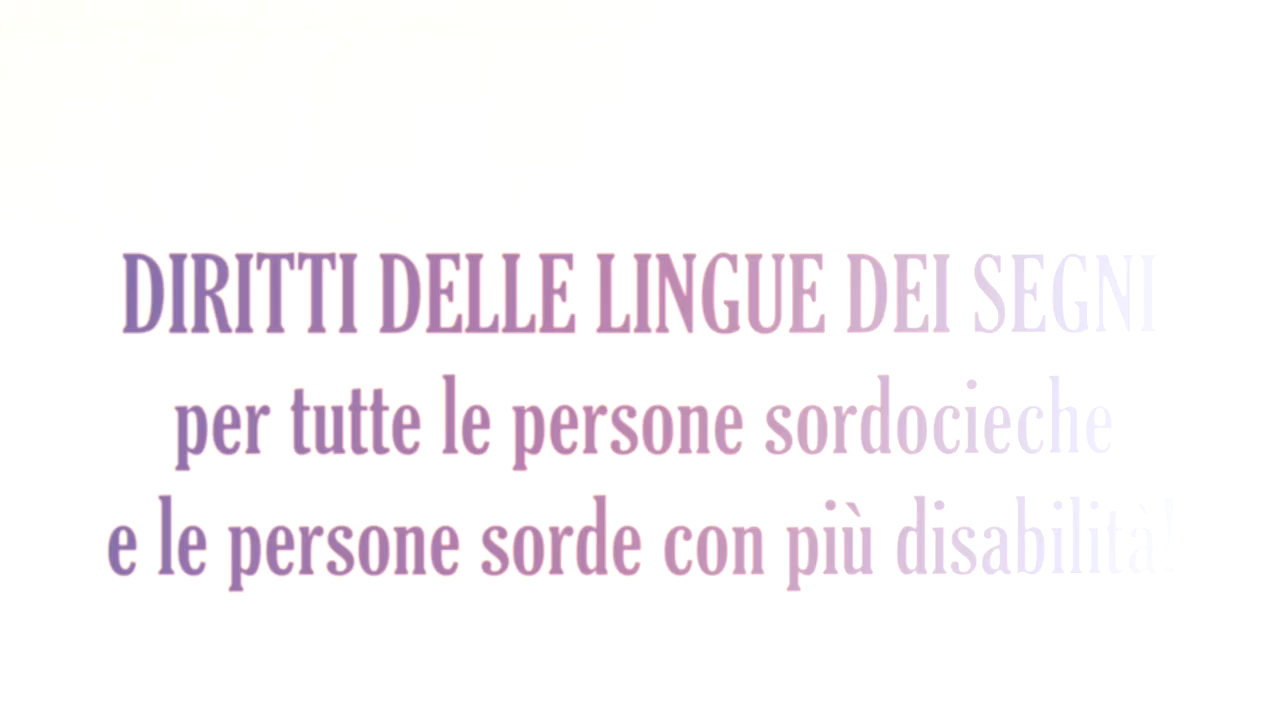 DIRITTI DELLE LINGUE DEI SEGNI
per tutte le persone sordocieche
e le persone sorde con più disabilità!